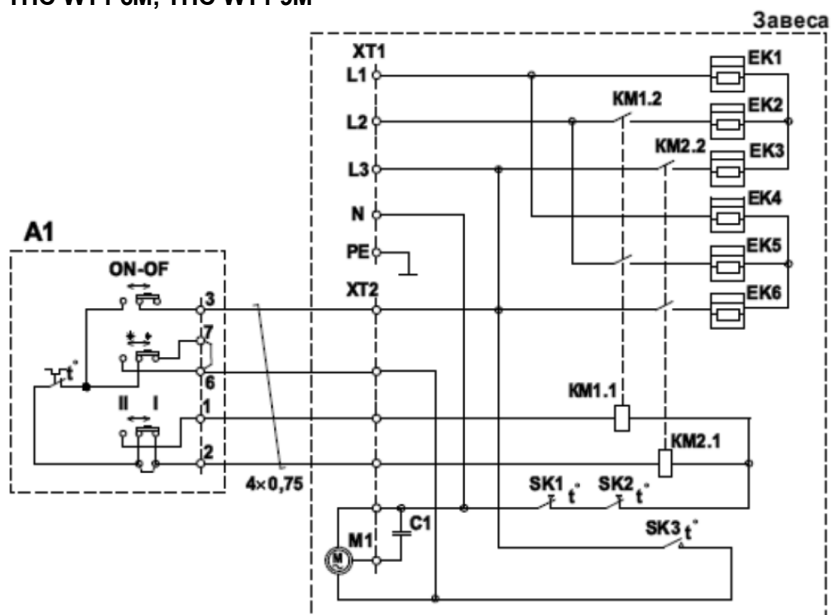 Завеса
XT1
L1
EK1
KM1.2
L2
EK2
KM2.2
L3
EK3
N
EK4
A1
PE
EK5
ON-OF
XT2
EK6
3
7
t°
6
II I
1
KM1.1
2
KM2.1
4×0,75
SK1 t° SK2 t°
C1
SK3 t°
M1
M